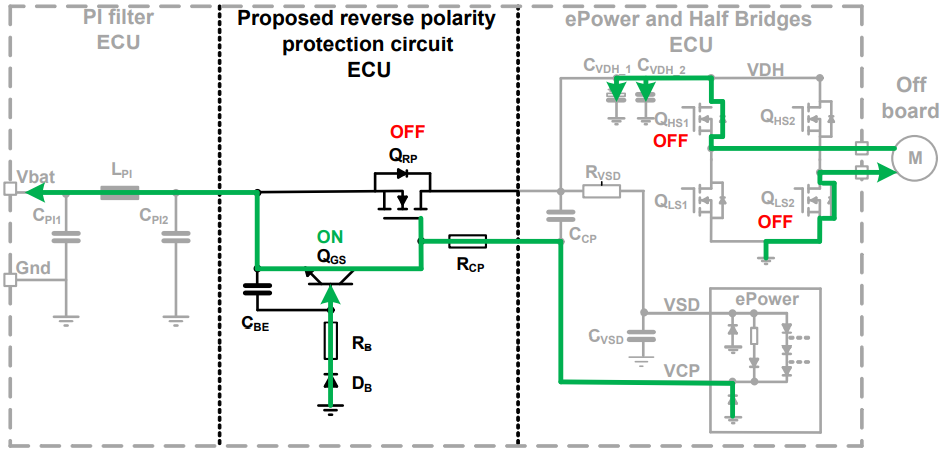 PI filter
ECU
Proposed reverse polarity
protection circuit
ECU
ePower and Half Bridges
ECU
CVDH_1 CVDH_2
VDH
Off
board
QHS1
OFF
QHS2
OFF
QRP
M
Vbat
LPI
RVSD
QLS1
QLS2
OFF
CPI1
CPI2
CCP
ON
QGS
RCP
Gnd
CBE
VSD
ePower
RB
CVSD
DB
VCP